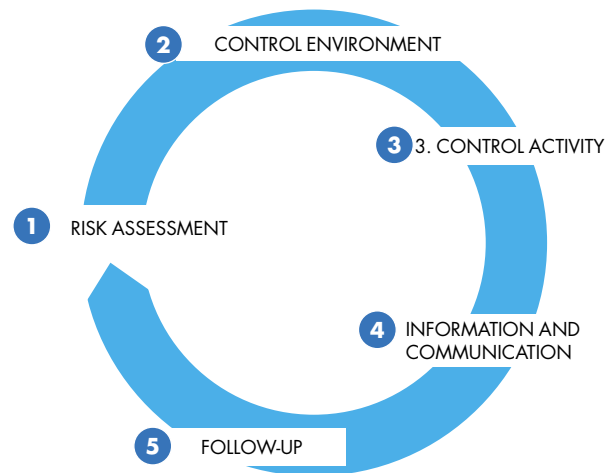 1 RISK ASSESSMENT
2 CONTROL ENVIRONMENT
3 3. CONTROL ACTIVITY
4 INFORMATION AND
COMMUNICATION
5 FOLLOW-UP